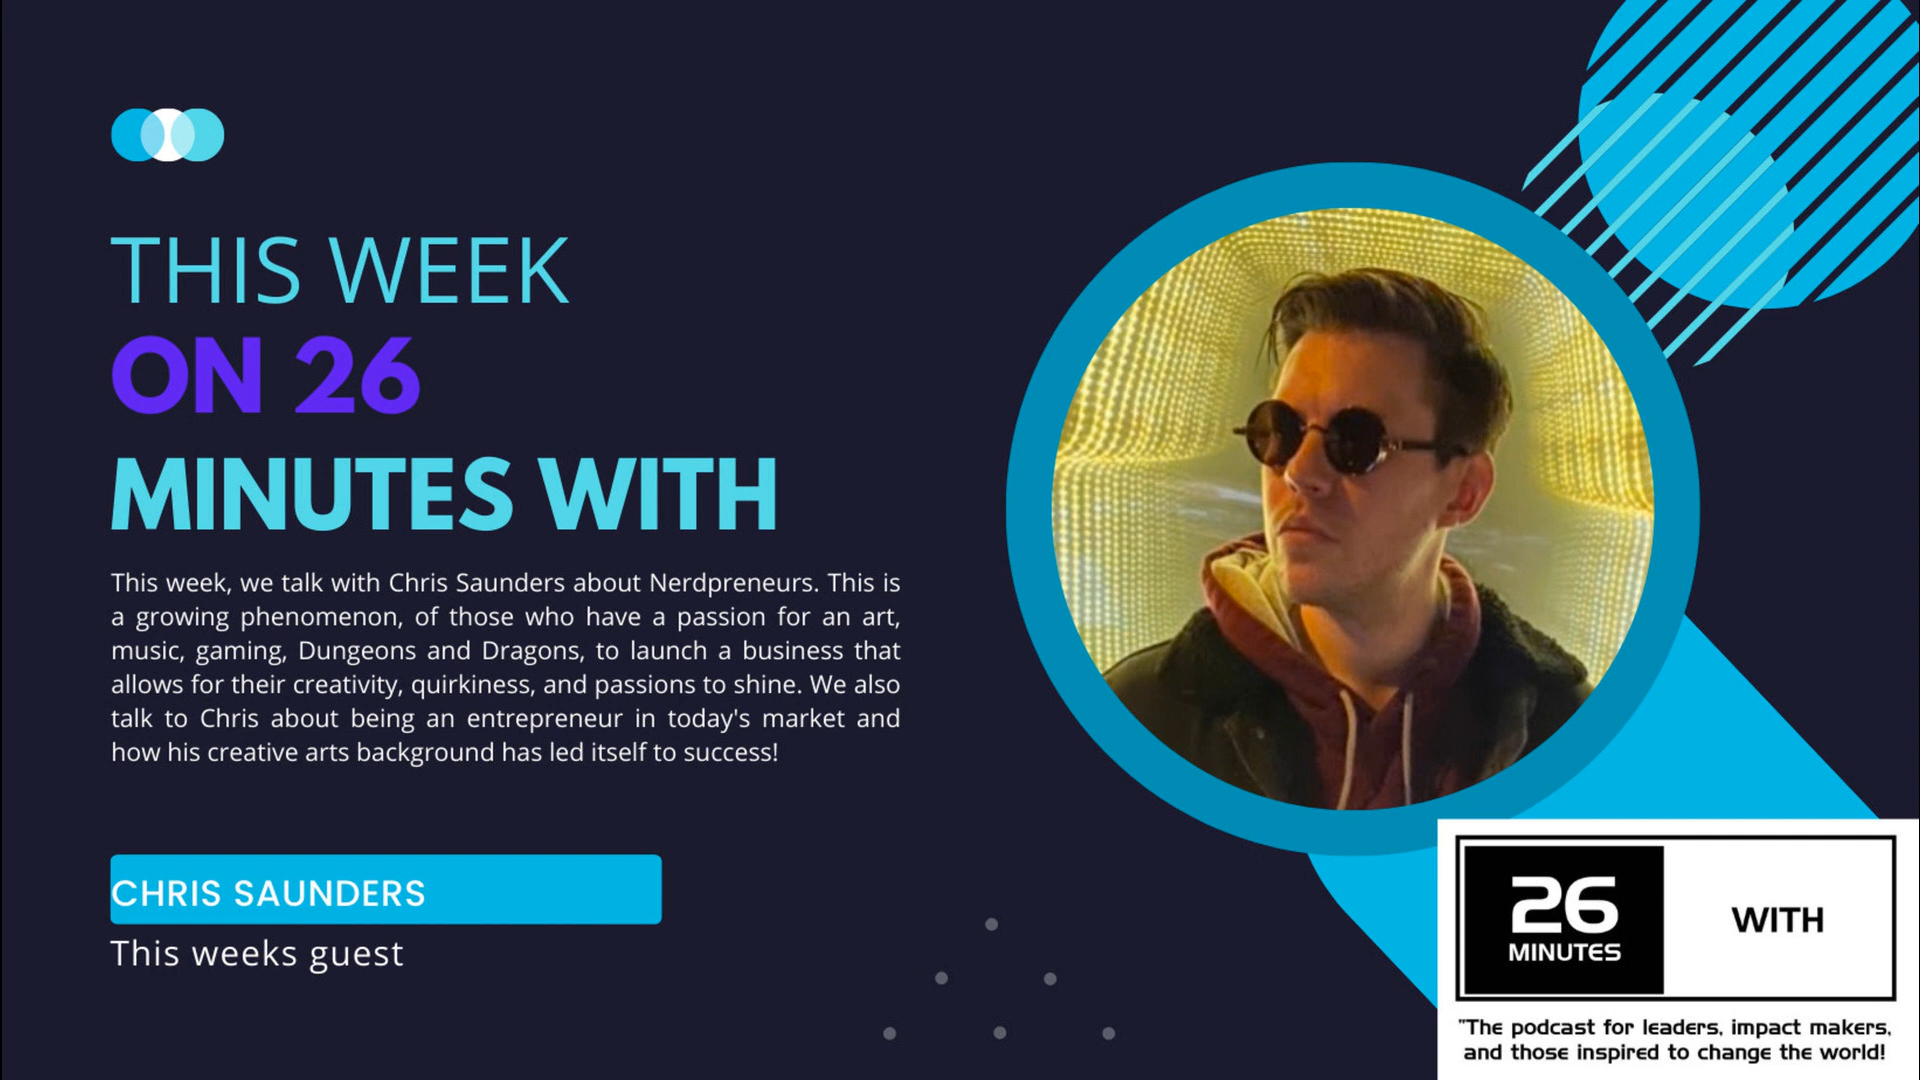 THIS WEEK
ON 26
MINUTES WITH
This week, we talk with Chris Saunders about Nerdpreneurs. This is
a growing phenomenon, of those who have a passion for an art,
music, gaming, Dungeons and Dragons, to launch a business that
allows for their creativity, quirkiness, and passions to shine. We also
talk to Chris about being an entrepreneur in today's market and
how his creative arts background has led itself to success!
CHRIS SAUNDERS
This weeks guest
26
MINUTES
WITH
"The podcast for leaders, impact makers,
and those inspired to change the world!